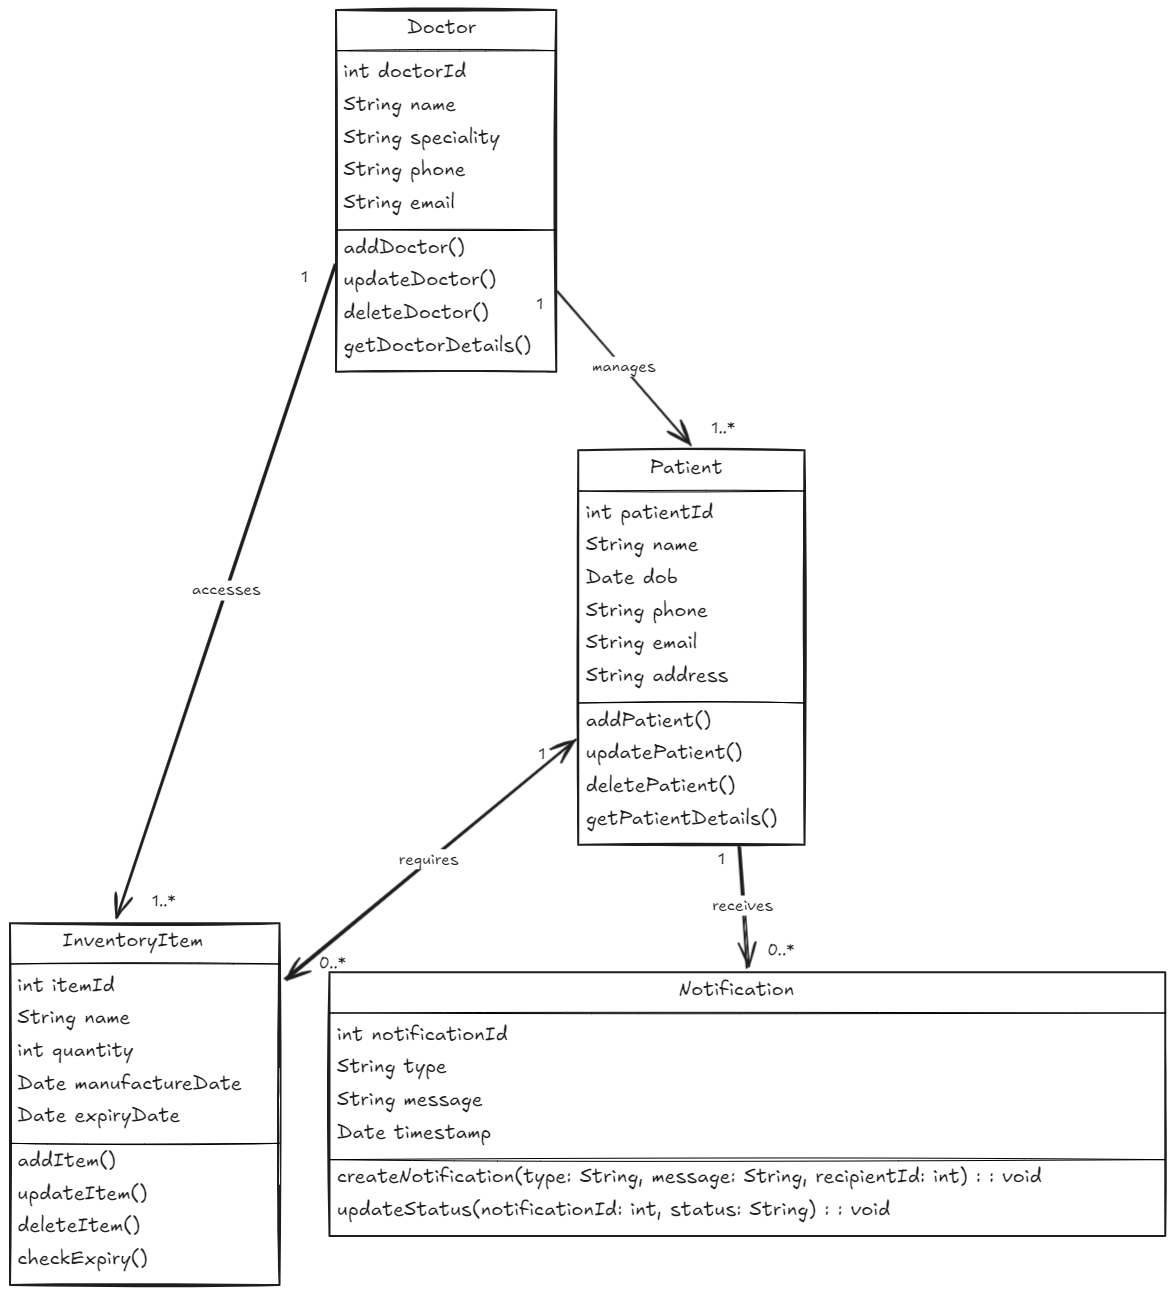 Doctor
int doctorId
String name
String speciality
String phone
String email
addDoctor()
updateDoctor()
deleteDoctor()
getDoctorDetails()
1
1
manages
1..*
Patient
int patientId
String name
Date dob
String phone
String email
String address
addPatient()
updatePatient()
deletePatient()
getPatientDetails()
accesses
1
requires
1
receives
1..*
0..*
0..*
InventoryItem
int itemId
String name
int quantity
Date manufactureDate
Date expiryDate
addItem()
updateItem()
deleteItem()
checkExpiry()
Notification
int notificationId
String type
String message
Date timestamp
createNotification(type: String, message: String, recipientId: int) : : void
updateStatus(notificationId: int, status: String) : : void